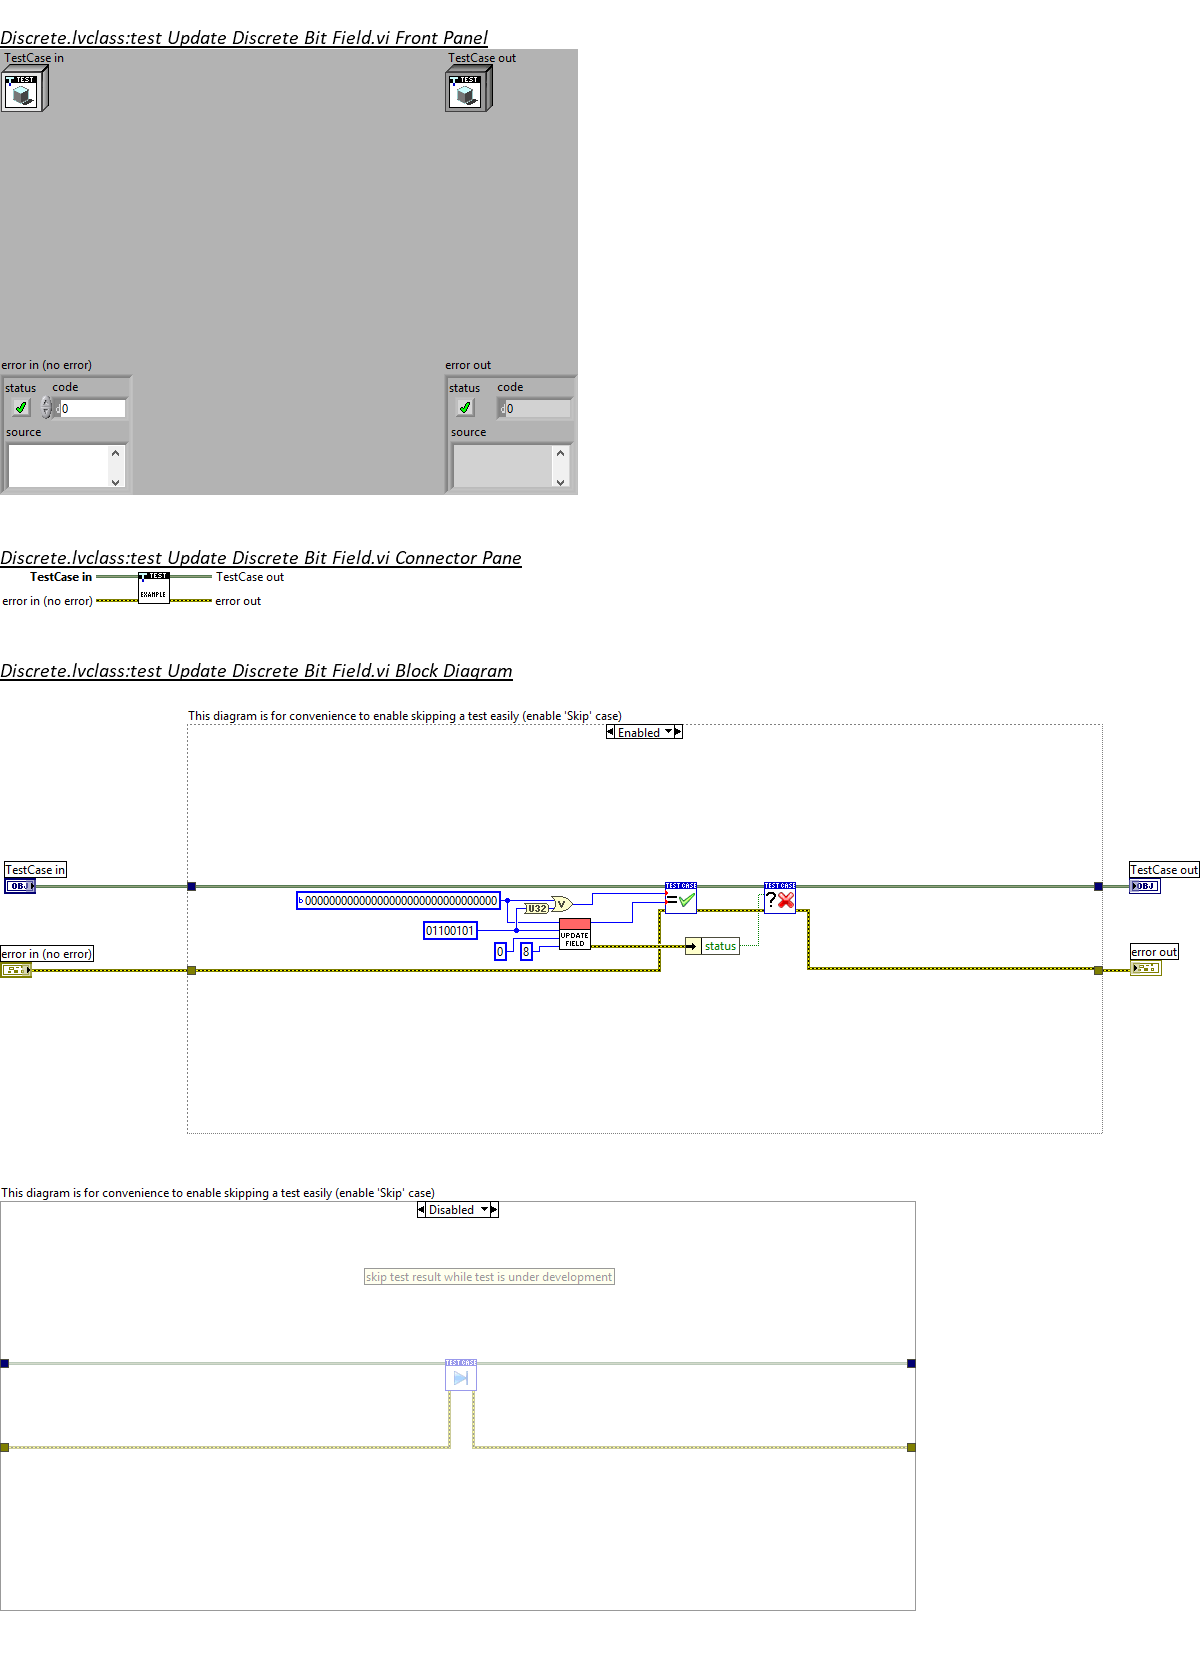 Discrete.lvclass:test Update Discrete Bit Field.vi Front Panel
TestCase in
TestCase out
TEST
TEST
error in (no error)
error out
status code
status code
d 0
d 0
source
source
Discrete.lvclass:test Update Discrete Bit Field.vi Connector Pane
TestCase in
TEST
TestCase out
error in (no error)
EXAMPLE
error out
Discrete.lvclass:test Update Discrete Bit Field.vi Block Diagram
This diagram is for convenience to enable skipping a test easily (enable 'Skip' case)
Enabled
TestCase in
TestCase out
OBJ
TEST CASE
TEST CASE
OBJ
= ?
U32
V
01100101
UPDATE
FIELD
0
8
status
error in (no error)
error out
This diagram is for convenience to enable skipping a test easily (enable 'Skip' case)
Disabled
skip test result while test is under development
TEST CASE